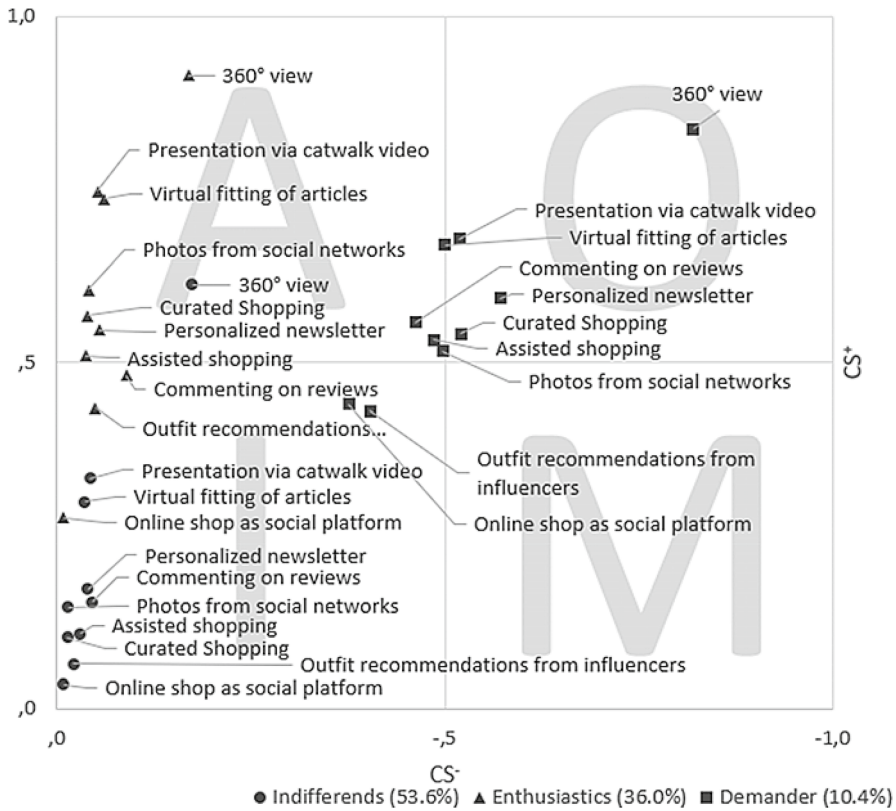 1,0
A
O
360° view
360° view
Presentation via catwalk video
Virtual fitting of articles
Presentation via catwalk video
Virtual fitting of articles
Photos from social networks
Commenting on reviews
360° view
Personalized newsletter
Curated Shopping
Curated Shopping
Personalized newsletter
Assisted shopping
Assisted shopping
,5
CS⁺
Photos from social networks
Commenting on reviews
Outfit recommendations...
I
M
Outfit recommendations from
influencers
Presentation via catwalk video
Virtual fitting of articles
Online shop as social platform
Online shop as social platform
Personalized newsletter
Commenting on reviews
Photos from social networks
Assisted shopping
Curated Shopping
Outfit recommendations from influencers
Online shop as social platform
,0
,0
-,5
-1,0
CS⁻
Indifferends (53.6%)
Enthusiastics (36.0%)
Demander (10.4%)